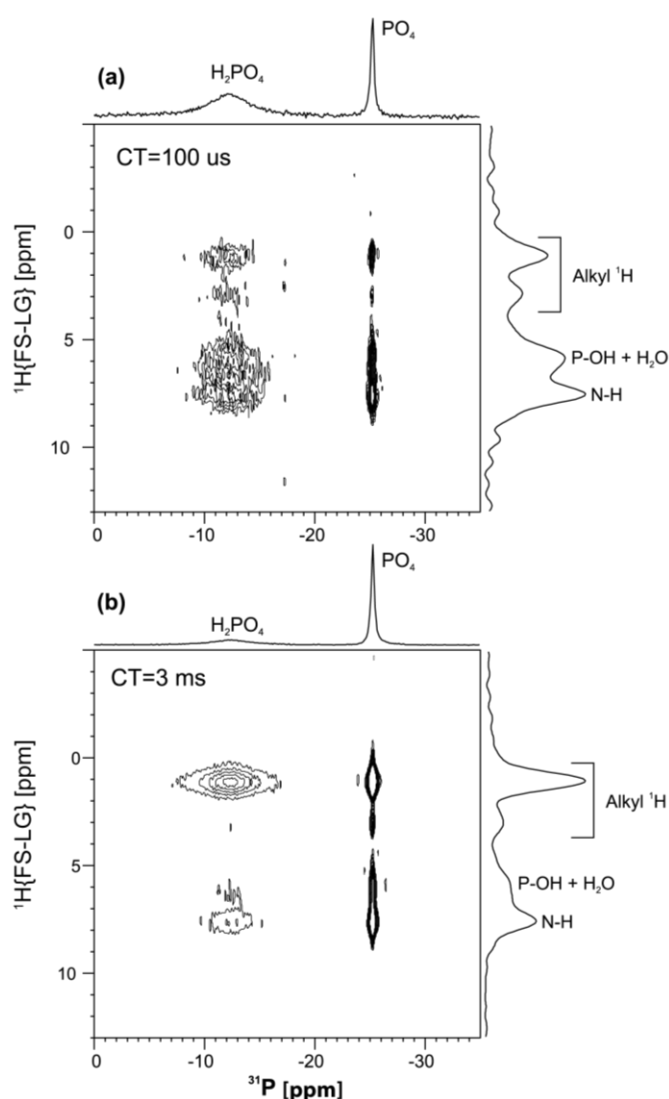 (a)
H₂PO₄
PO₄
CT=100 us
¹H{FS-LG} [ppm]
0
5
10
0
-10
-20
-30
Alkyl ¹H
P-OH + H₂O
N-H
(b)
H₂PO₄
PO₄
CT=3 ms
¹H{FS-LG} [ppm]
0
5
10
0
-10
-20
-30
³¹P [ppm]
Alkyl ¹H
P-OH + H₂O
N-H